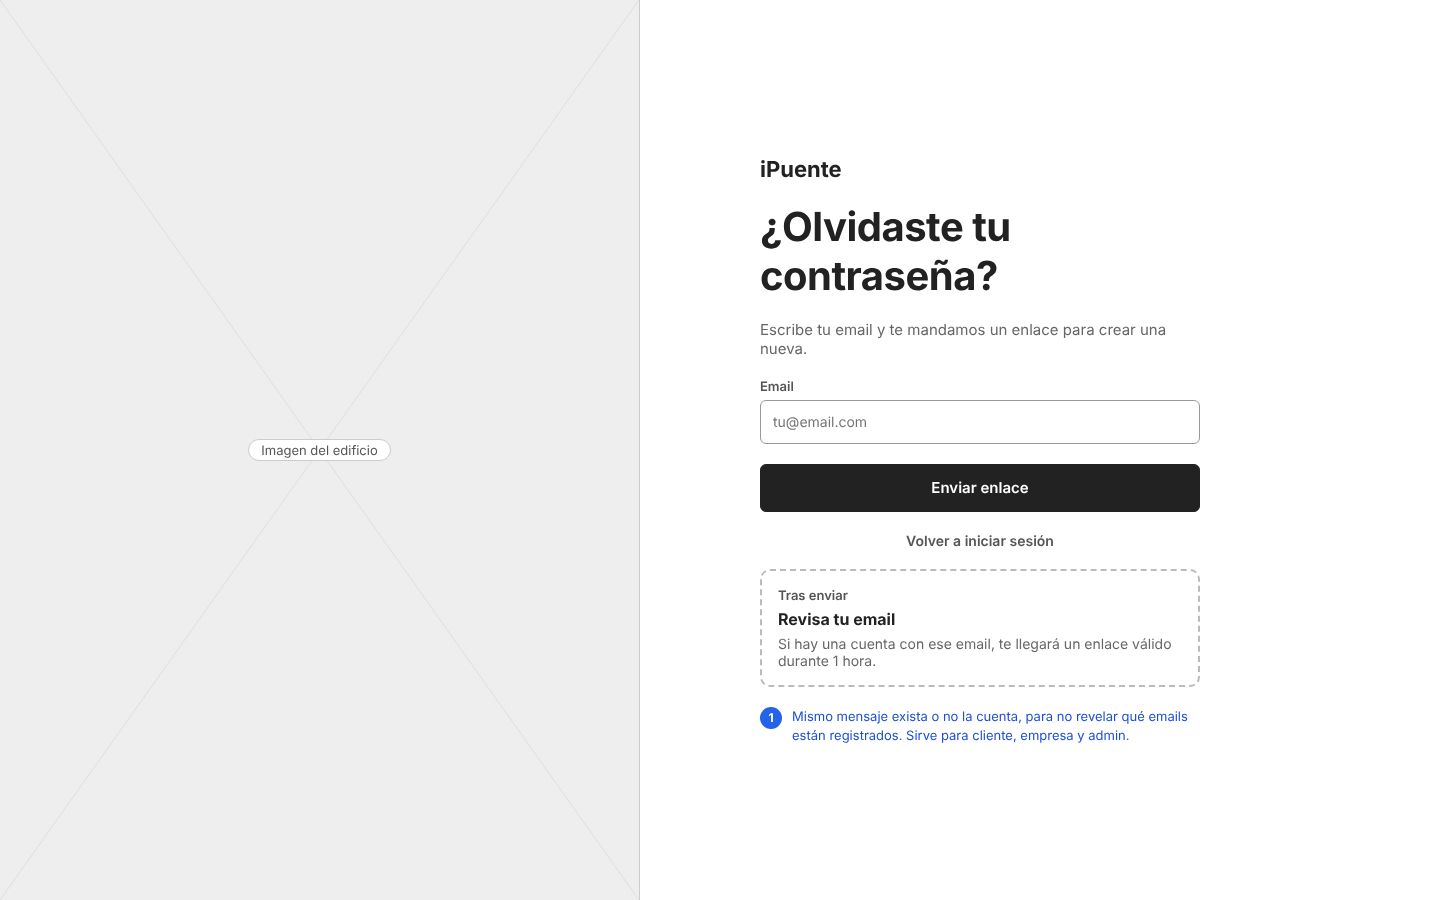 Imagen del edificio
iPuente
¿Olvidaste tu
contraseña?
Escribe tu email y te mandamos un enlace para crear una
nueva.
Email
tu@email.com
Enviar enlace
Volver a iniciar sesión
Tras enviar
Revisa tu email
Si hay una cuenta con ese email, te llegará un enlace válido
durante 1 hora.
1 Mismo mensaje exista o no la cuenta, para no revelar qué emails
están registrados. Sirve para cliente, empresa y admin.